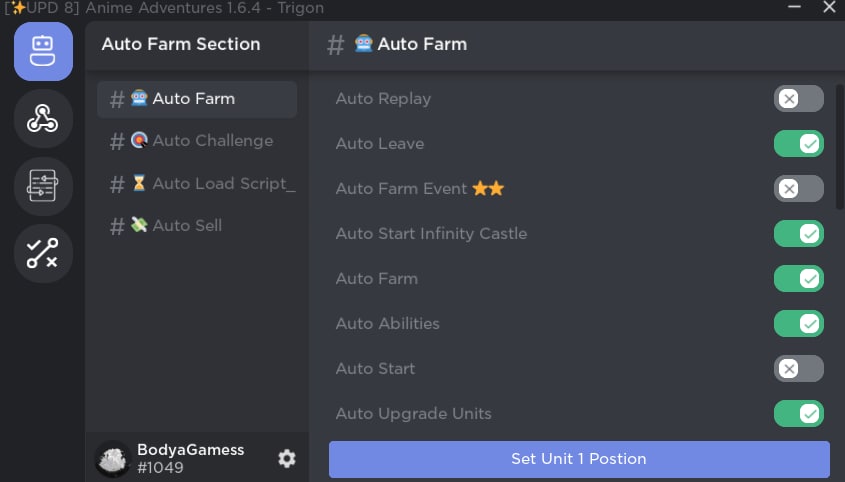 [✨UPD 8] Anime Adventures 1.6.4 - Trigon
Auto Farm Section
# Auto Farm
# Auto Challenge
# Auto Load Script_
# Auto Sell
BodyaGamess
#1049
# Auto Farm
Auto Replay
Auto Leave
Auto Farm Event ⭐⭐
Auto Start Infinity Castle
Auto Farm
Auto Abilities
Auto Start
Auto Upgrade Units
Set Unit 1 Postion